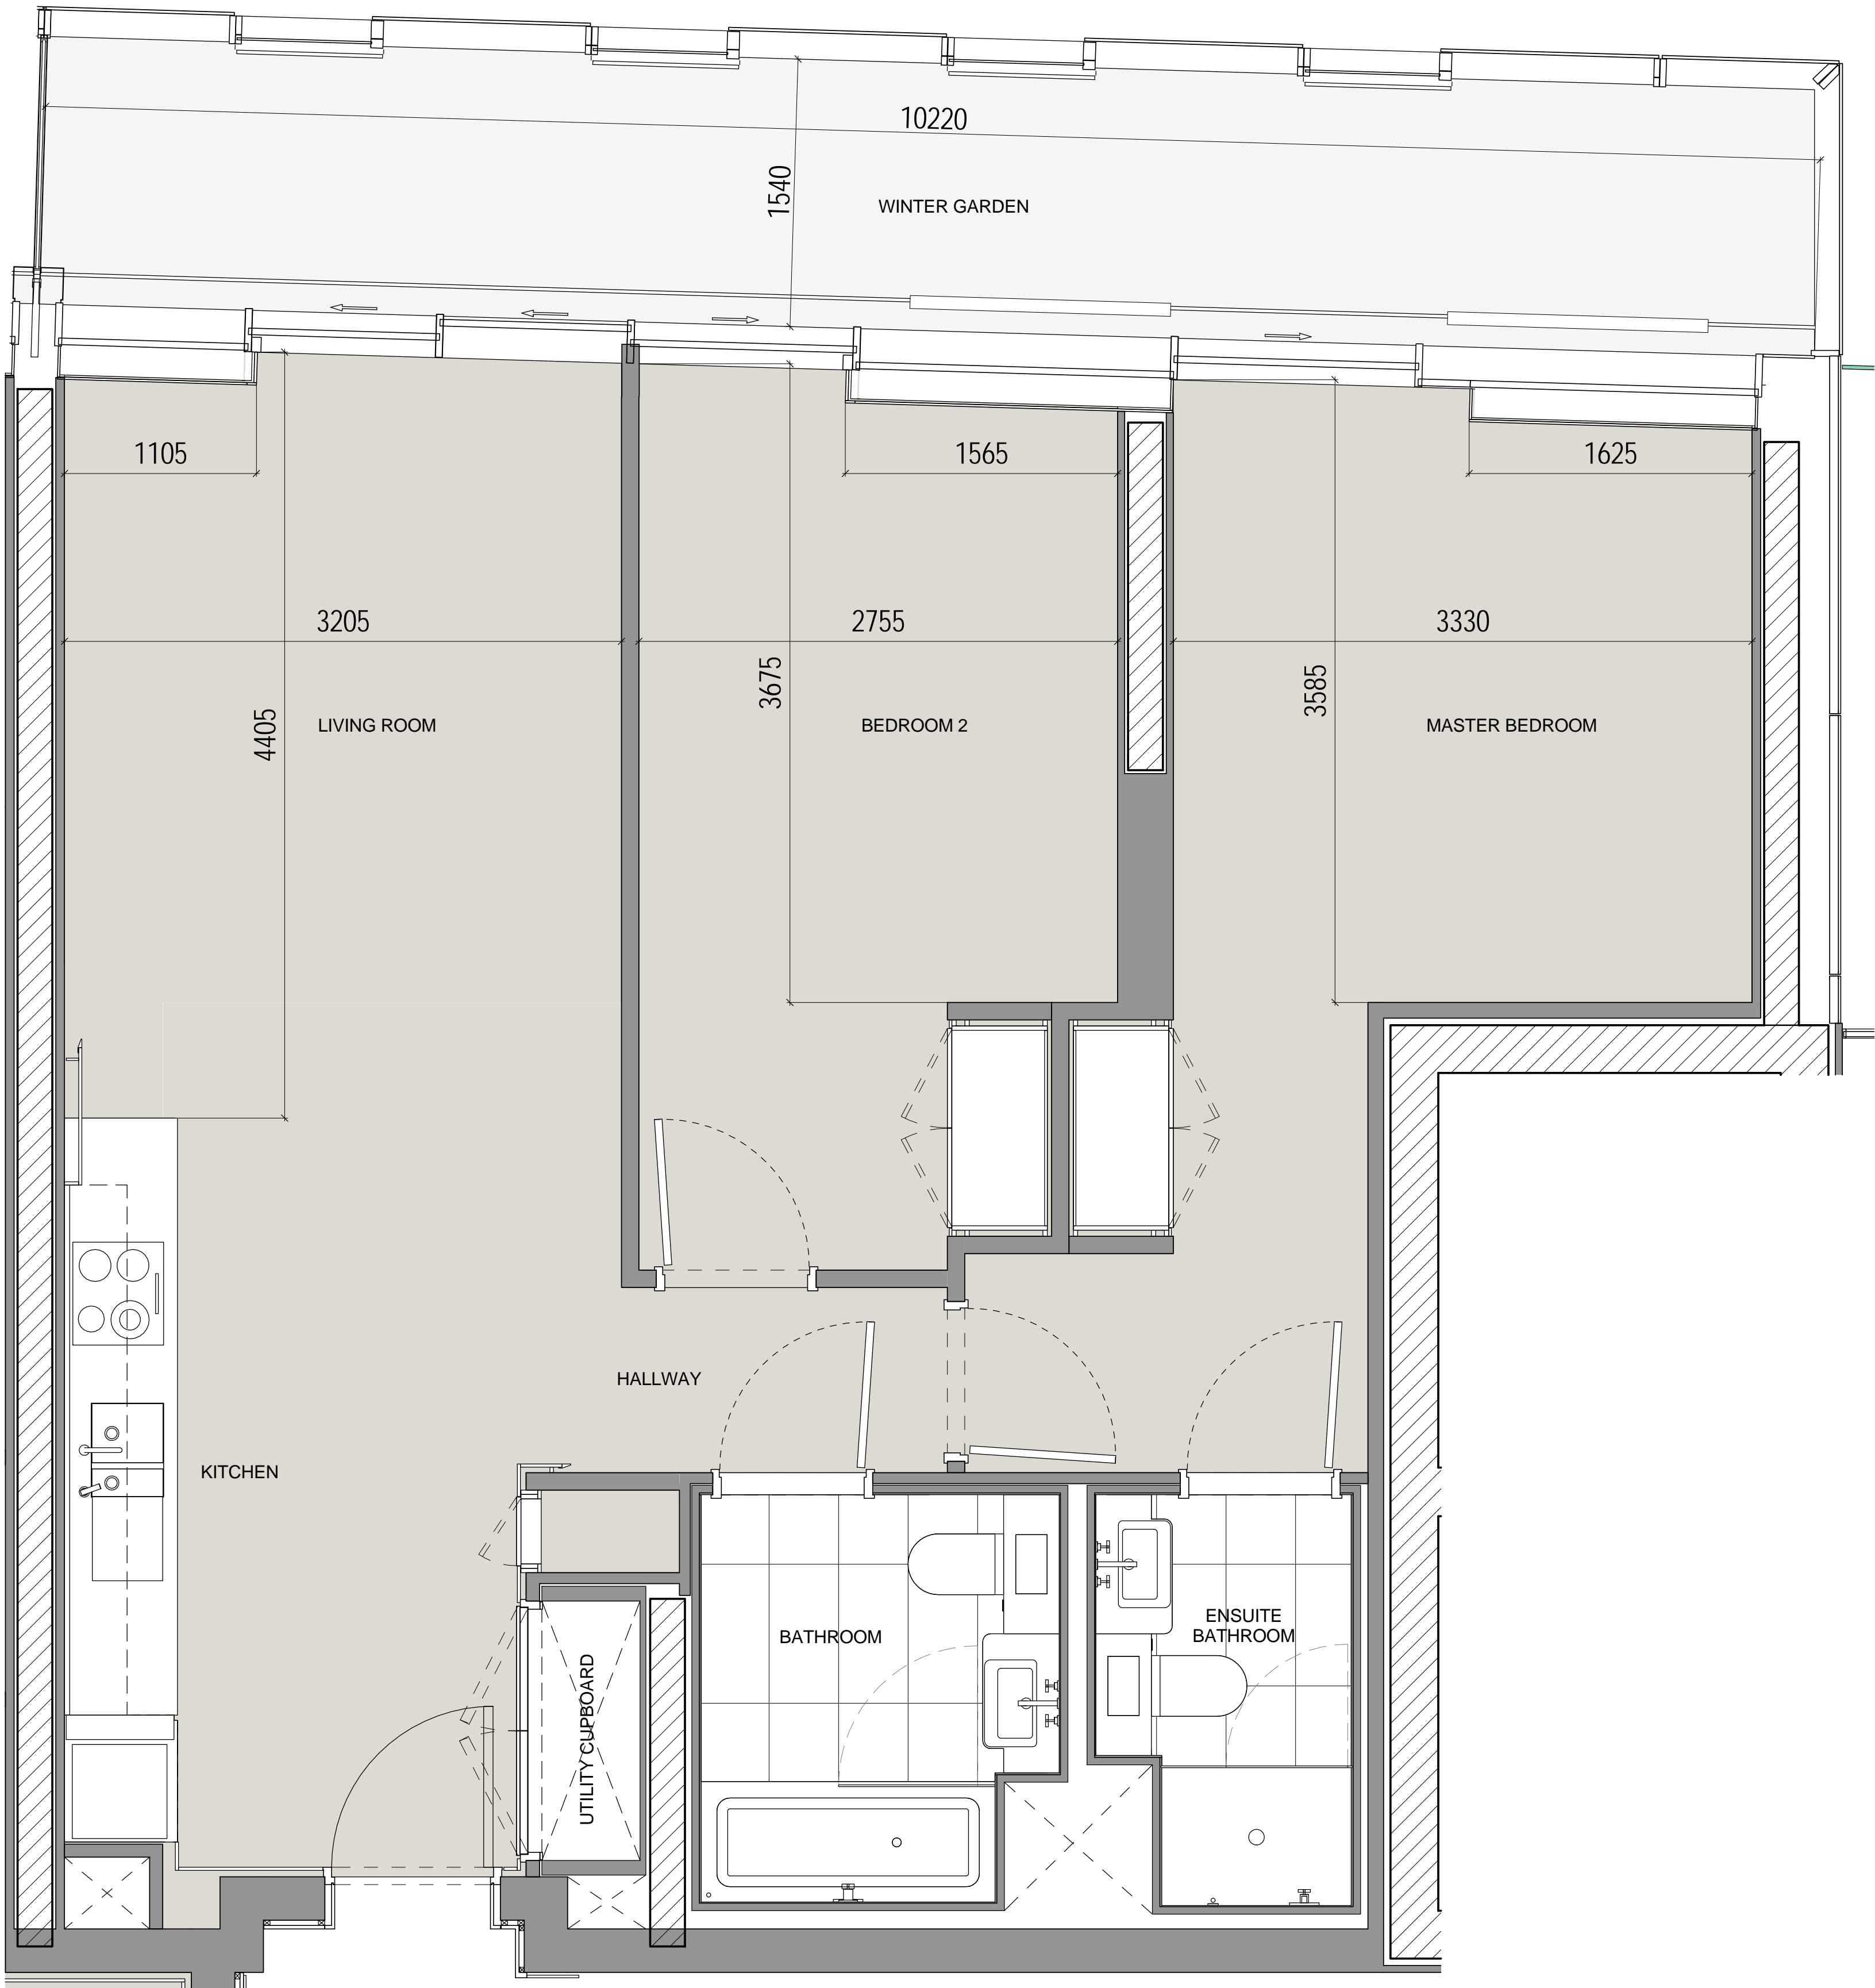 10220
1540
WINTER GARDEN
1105
1565
1625
3205
2755
3330
4405
3675
3585
LIVING ROOM
BEDROOM 2
MASTER BEDROOM
HALLWAY
KITCHEN
BATHROOM
ENSUITE
BATHROOM
UTILITY CUPBOARD